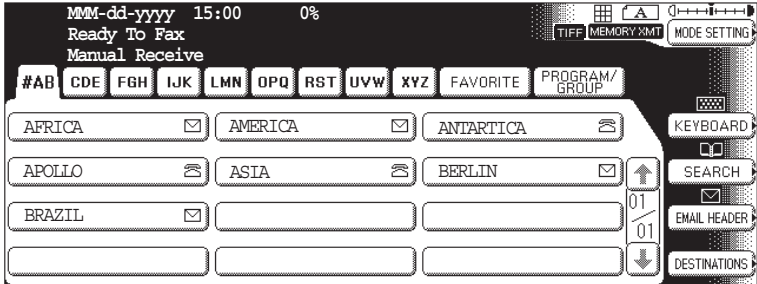 MMM-dd-yyyy 15:00 0%
Ready To Fax
Manual Receive
A
TIFF MEMORY XMT MODE SETTING
#AB CDE FGH IJK LMN OPQ RST UVW XYZ FAVORITE PROGRAM/
GROUP
AFRICA AMERICA ANTARTICA KEYBOARD
APOLLO ASIA BERLIN SEARCH
BRAZIL 01 EMAIL HEADER
01
DESTINATIONS